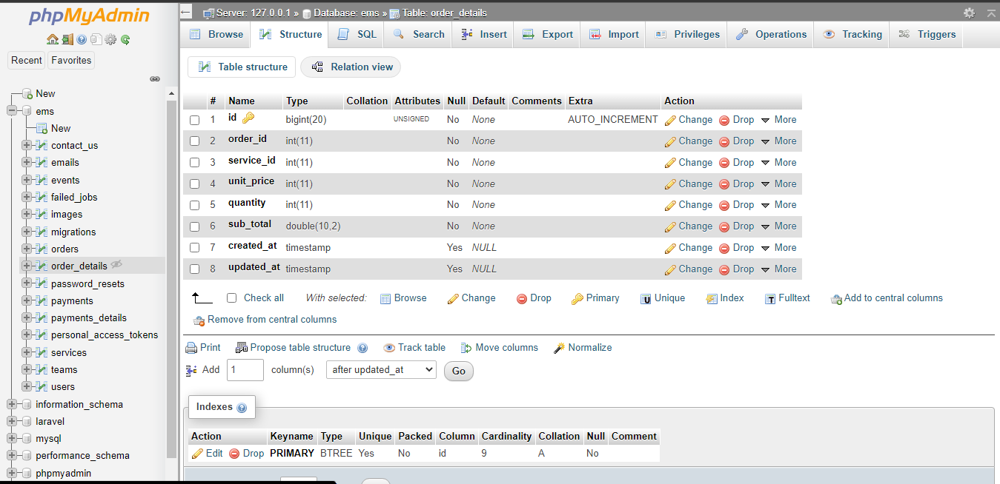 phpMyAdmin
Recent Favorites
New
ems
New
contact_us
emails
events
failed_jobs
images
migrations
orders
order_details
password_resets
payments
payments_details
personal_access_tokens
services
teams
users
information_schema
laravel
mysql
performance_schema
phpmyadmin
Server: 127.0.0.1 » Database: ems » Table: order_details
Browse Structure SQL Search Insert Export Import Privileges Operations Tracking Triggers
Table structure Relation view
# Name Type Collation Attributes Null Default Comments Extra Action
1 id bigint(20) UNSIGNED No None AUTO_INCREMENT Change Drop More
2 order_id int(11) No None Change Drop More
3 service_id int(11) No None Change Drop More
4 unit_price int(11) No None Change Drop More
5 quantity int(11) No None Change Drop More
6 sub_total double(10,2) No None Change Drop More
7 created_at timestamp Yes NULL Change Drop More
8 updated_at timestamp Yes NULL Change Drop More
Check all With selected: Browse Change Drop Primary Unique Index Fulltext Add to central columns
Remove from central columns
Print Propose table structure Track table Move columns Normalize
Add 1 column(s) after updated_at Go
Indexes
Action Keyname Type Unique Packed Column Cardinality Collation Null Comment
Edit Drop PRIMARY BTREE Yes No id 9 A No